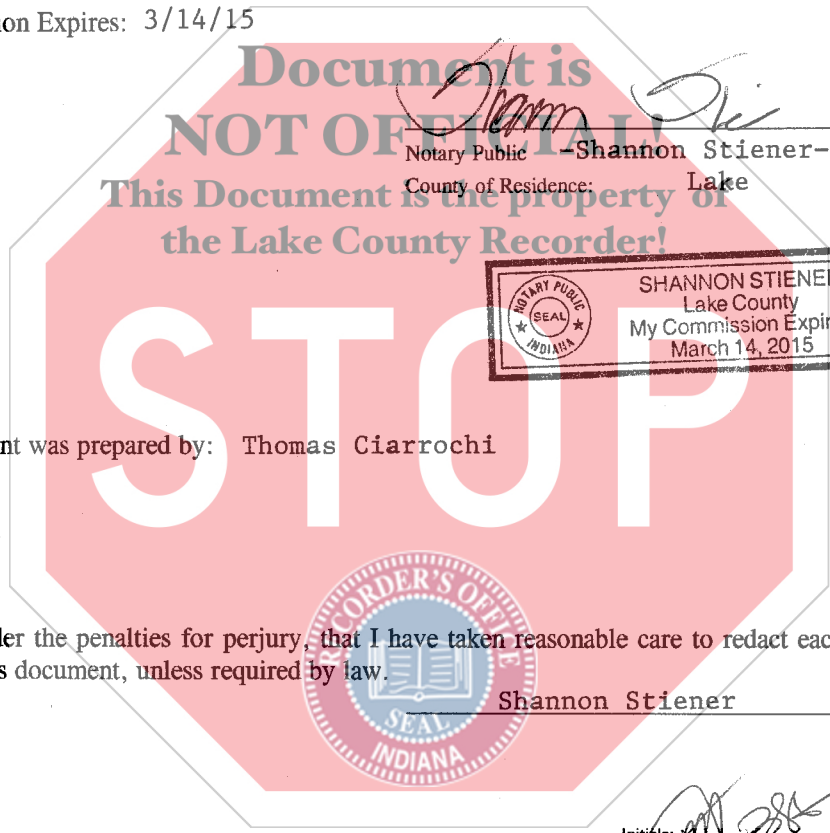 on Expires: 3/14/15
Document is
NOT OFFICIAL!
Notary Public -Shannon Stiener-
County of Residence: Lake
This Document is the property of
the Lake County Recorder!
NOTARY PUBLIC
SEAL
INDIANA
SHANNON STIENE
Lake County
My Commission Expir
March 14, 2015
STOP
nt was prepared by: Thomas Ciarrochi
RECORDER'S OFFICE
SEAL
INDIANA
er the penalties for perjury, that I have taken reasonable care to redact eac
s document, unless required by law.
Shannon Stiener